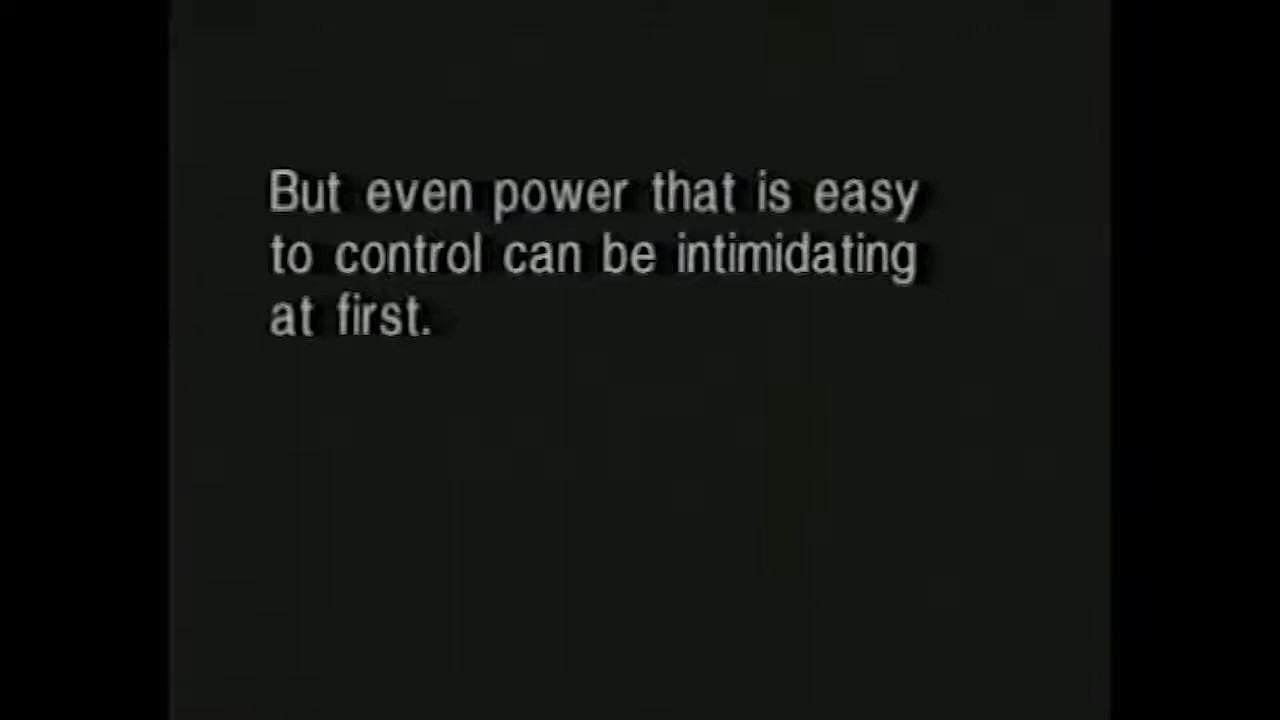 But even power that is easy
to control can be intimidating
at first.